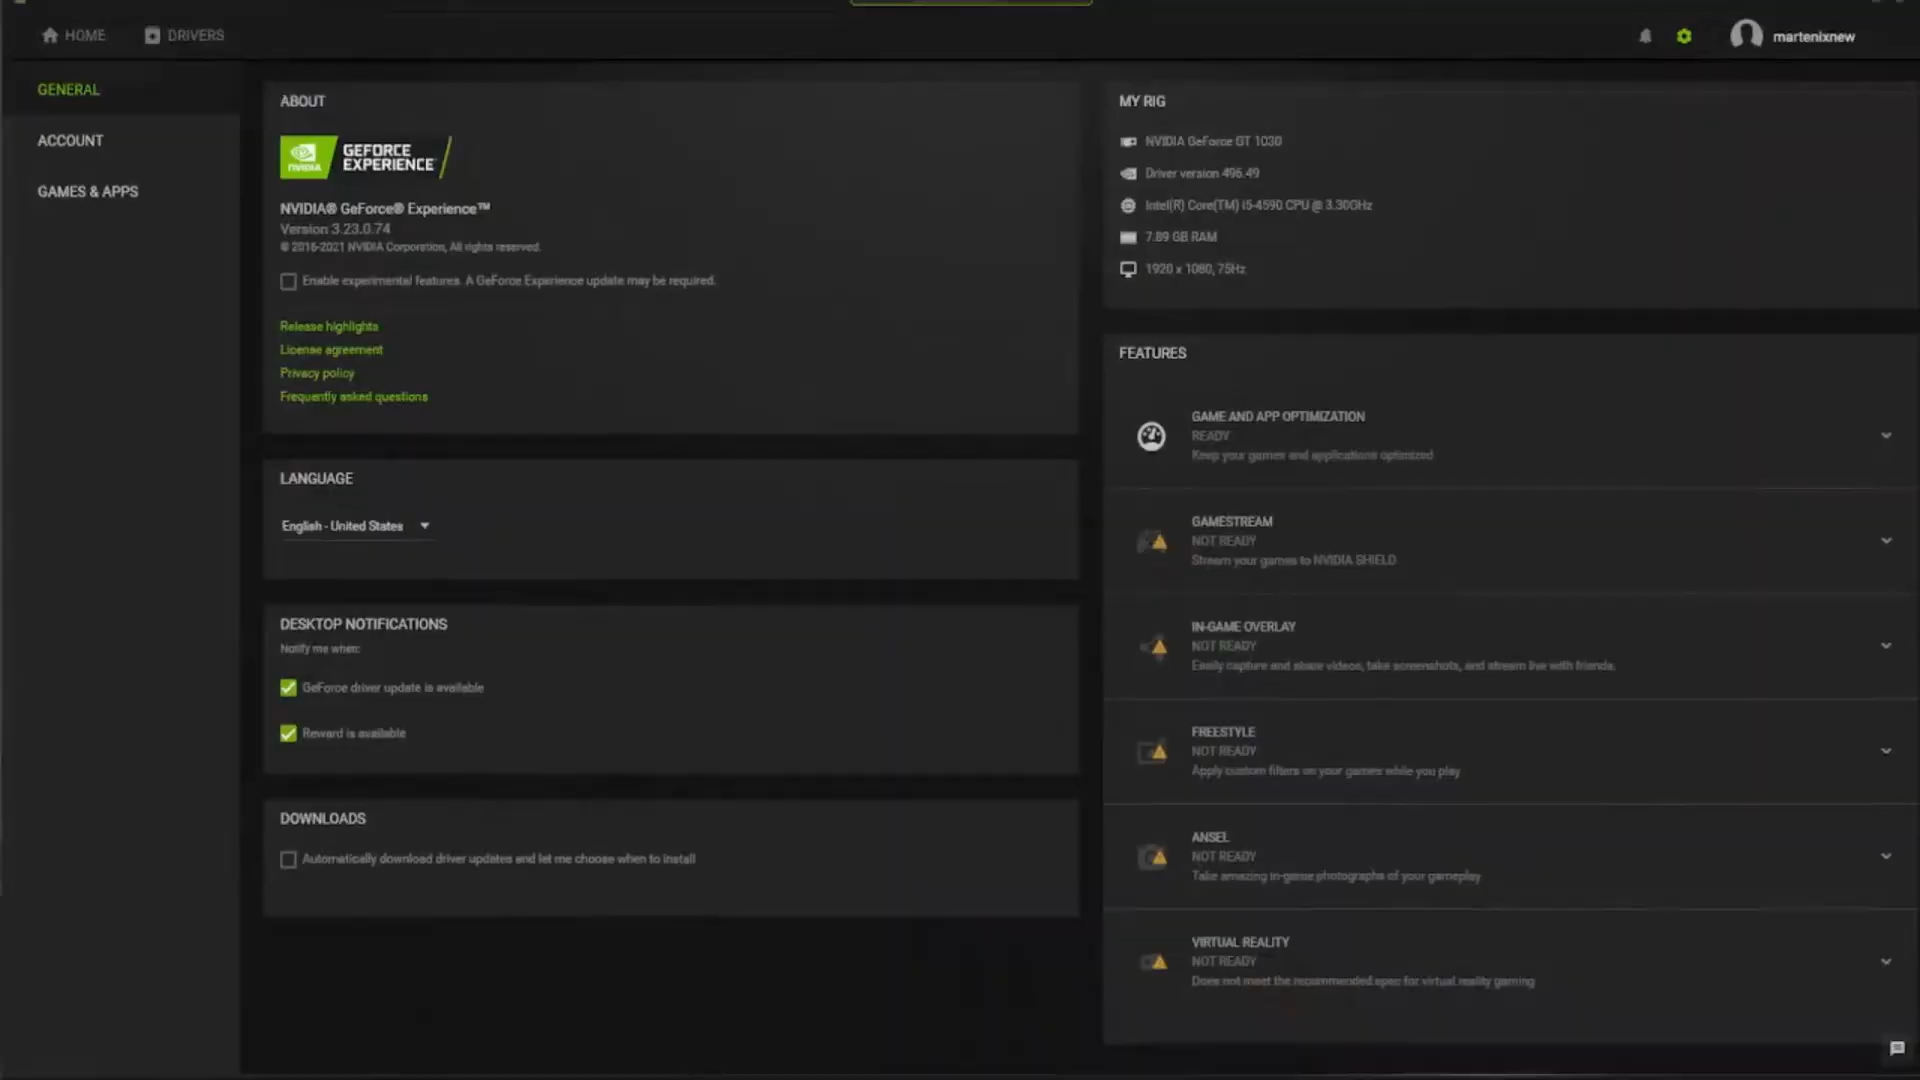 HOME
DRIVERS
martenixnew
GENERAL
ACCOUNT
GAMES & APPS
ABOUT
NVIDIA
GEFORCE
EXPERIENCE
NVIDIA® GeForce® Experience™
Version 3.23.0.74
© 2016-2021 NVIDIA Corporation, All rights reserved.
Enable experimental features. A GeForce Experience update may be required.
Release highlights
License agreement
Privacy policy
Frequently asked questions
LANGUAGE
English - United States
DESKTOP NOTIFICATIONS
Notify me when:
GeForce driver update is available
Reward is available
DOWNLOADS
Automatically download driver updates and let me choose when to install
MY RIG
NVIDIA GeForce GT 1030
Driver version 496.49
Intel(R) Core(TM) i5-4590 CPU @ 3.30GHz
7.89 GB RAM
1920 x 1080, 75Hz
FEATURES
GAME AND APP OPTIMIZATION
READY
Keep your games and applications optimized
GAMESTREAM
NOT READY
Stream your games to NVIDIA SHIELD
IN-GAME OVERLAY
NOT READY
Easily capture and share videos, take screenshots, and stream live with friends.
FREESTYLE
NOT READY
Apply custom filters on your games while you play
ANSEL
NOT READY
Take amazing in-game photographs of your gameplay
VIRTUAL REALITY
NOT READY
Does not meet the recommended spec for virtual reality gaming